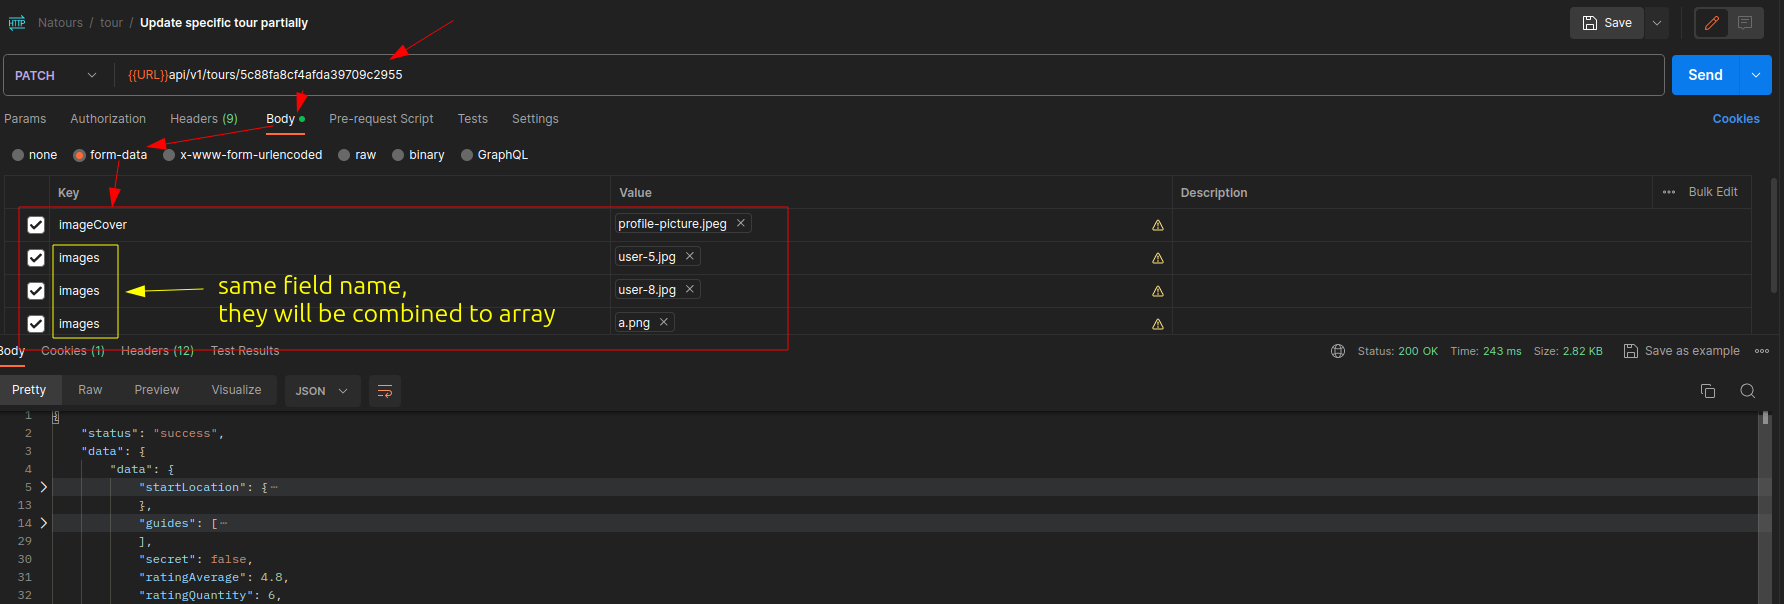 HTTP Natours / tour / Update specific tour partially Save
PATCH {{URL}}api/v1/tours/5c88fa8cf4afda39709c2955 Send
Params Authorization Headers (9) Body Pre-request Script Tests Settings Cookies
none form-data x-www-form-urlencoded raw binary GraphQL
Key Value Description Bulk Edit
imageCover profile-picture.jpeg
images user-5.jpg
images user-8.jpg
images a.png
same field name,
they will be combined to array
Body Cookies (1) Headers (12) Test Results Status: 200 OK Time: 243 ms Size: 2.82 KB Save as example
Pretty Raw Preview Visualize JSON
1 {
2 "status": "success",
3 "data": {
4 "data": {
5 "startLocation": {…
13 },
14 "guides": […
29 ],
30 "secret": false,
31 "ratingAverage": 4.8,
32 "ratingQuantity": 6,